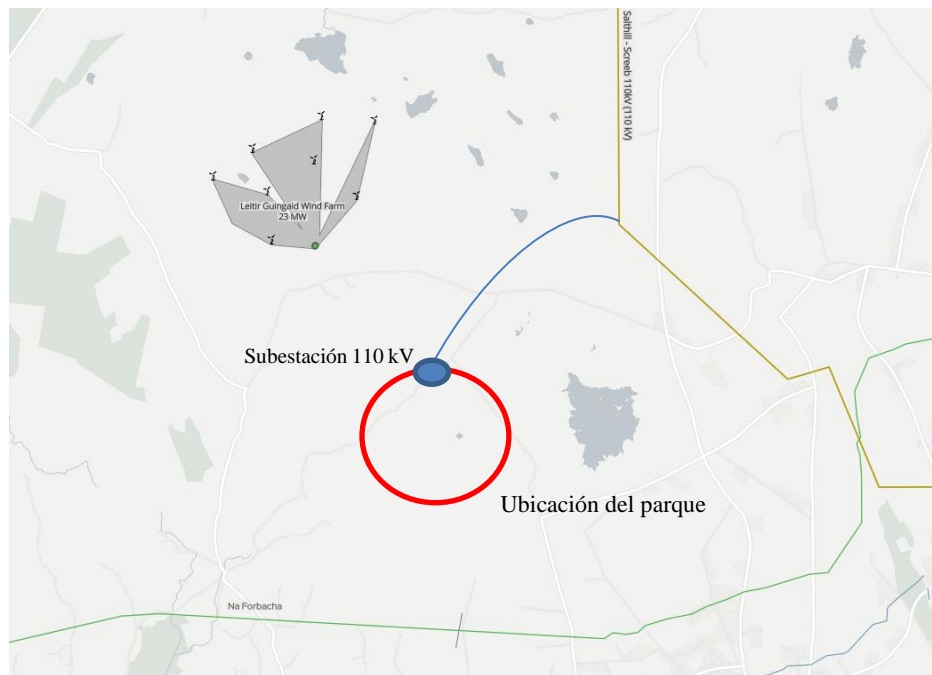 Salthill - Screeb 110kV (110 kV)
Leitir Guingaid Wind Farm
23 MW
Subestación 110 kV
Ubicación del parque
Na Forbacha